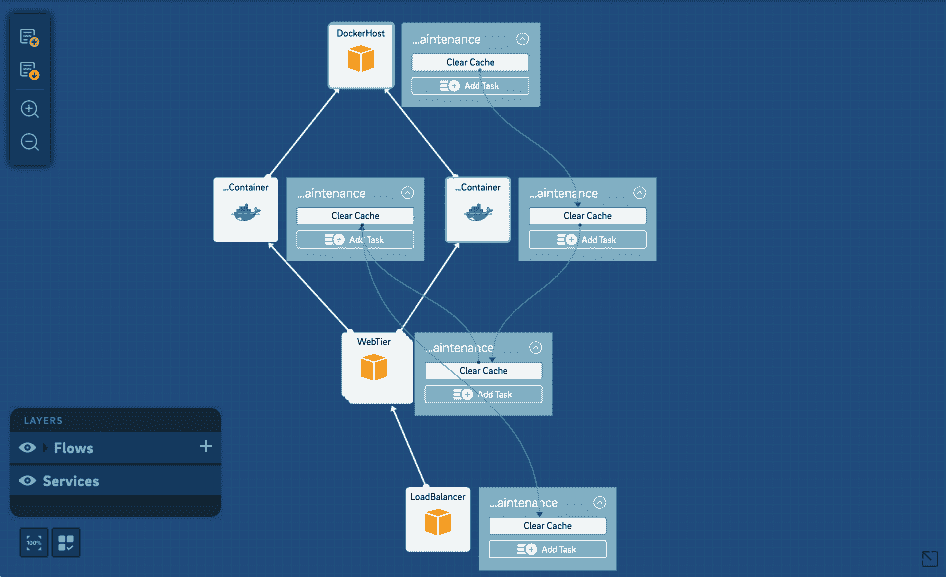 DockerHost
...aintenance
Clear Cache
Add Task
...Container
...aintenance
Clear Cache
Add Task
...Container
...aintenance
Clear Cache
Add Task
WebTier
...aintenance
Clear Cache
Add Task
LAYERS
Flows
Services
LoadBalancer
...aintenance
Clear Cache
Add Task
100%